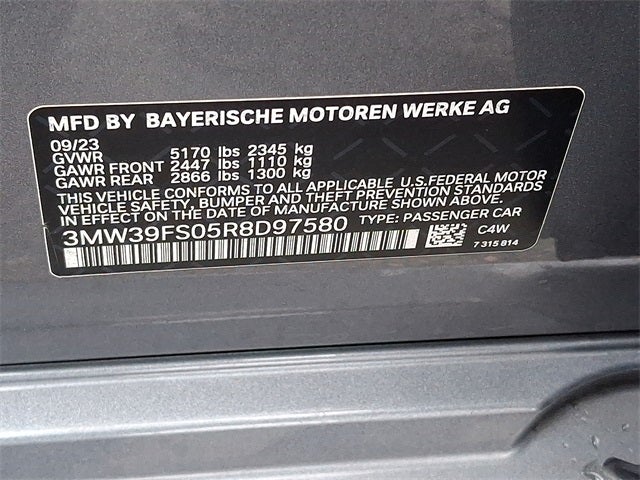 MFD BY BAYERISCHE MOTOREN WERKE AG
09/23
GVWR 5170 lbs 2345 kg
GAWR FRONT 2447 lbs 1110 kg
GAWR REAR 2866 lbs 1300 kg
THIS VEHICLE CONFORMS TO ALL APPLICABLE U.S.FEDERAL MOTOR
VEHICLE SAFETY, BUMPER AND THEFT PREVENTION STANDARDS
IN EFFECT ON THE DATE OF MANUFACTURE SHOWN ABOVE.
3MW39FS05R8D97580 TYPE: PASSENGER CAR
C4W
7 315 814